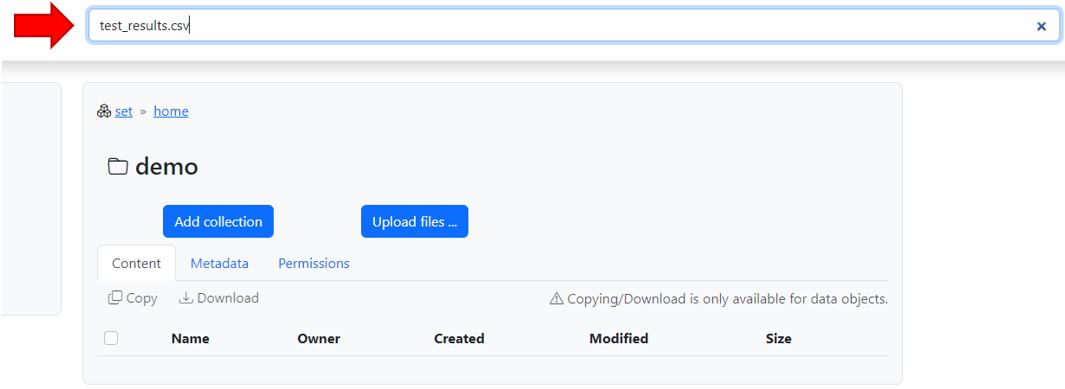 test_results.csv
set » home
demo
Add collection Upload files ...
Content Metadata Permissions
Copy Download Copying/Download is only available for data objects.
Name Owner Created Modified Size